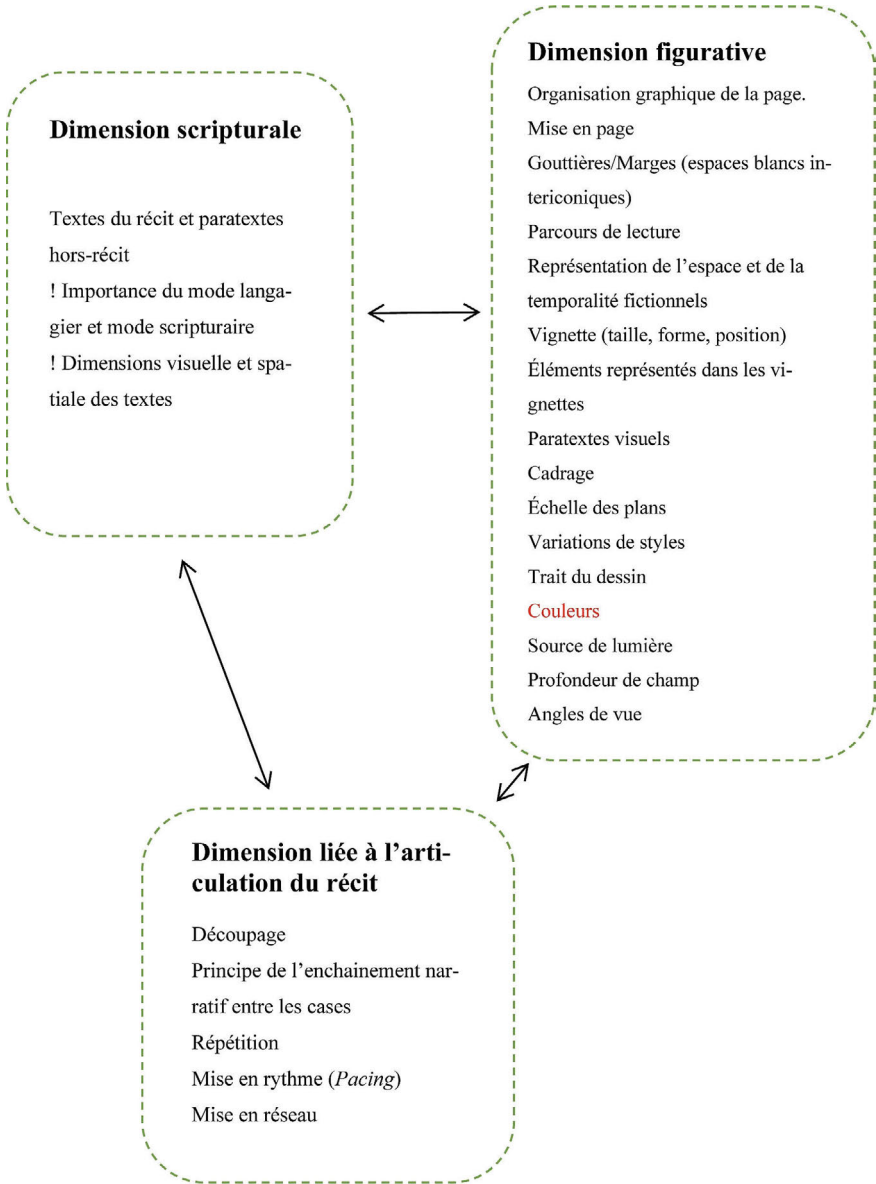 Dimension scripturale
Textes du récit et paratextes
hors-récit
! Importance du mode langa-
gier et mode scripturaire
! Dimensions visuelle et spa-
tiale des textes
Dimension figurative
Organisation graphique de la page.
Mise en page
Gouttières/Marges (espaces blancs in-
tericoniques)
Parcours de lecture
Représentation de l’espace et de la
temporalité fictionnels
Vignette (taille, forme, position)
Éléments représentés dans les vi-
gnettes
Paratextes visuels
Cadrage
Échelle des plans
Variations de styles
Trait du dessin
Couleurs
Source de lumière
Profondeur de champ
Angles de vue
Dimension liée à l’arti-
culation du récit
Découpage
Principe de l’enchainement nar-
ratif entre les cases
Répétition
Mise en rythme (Pacing)
Mise en réseau